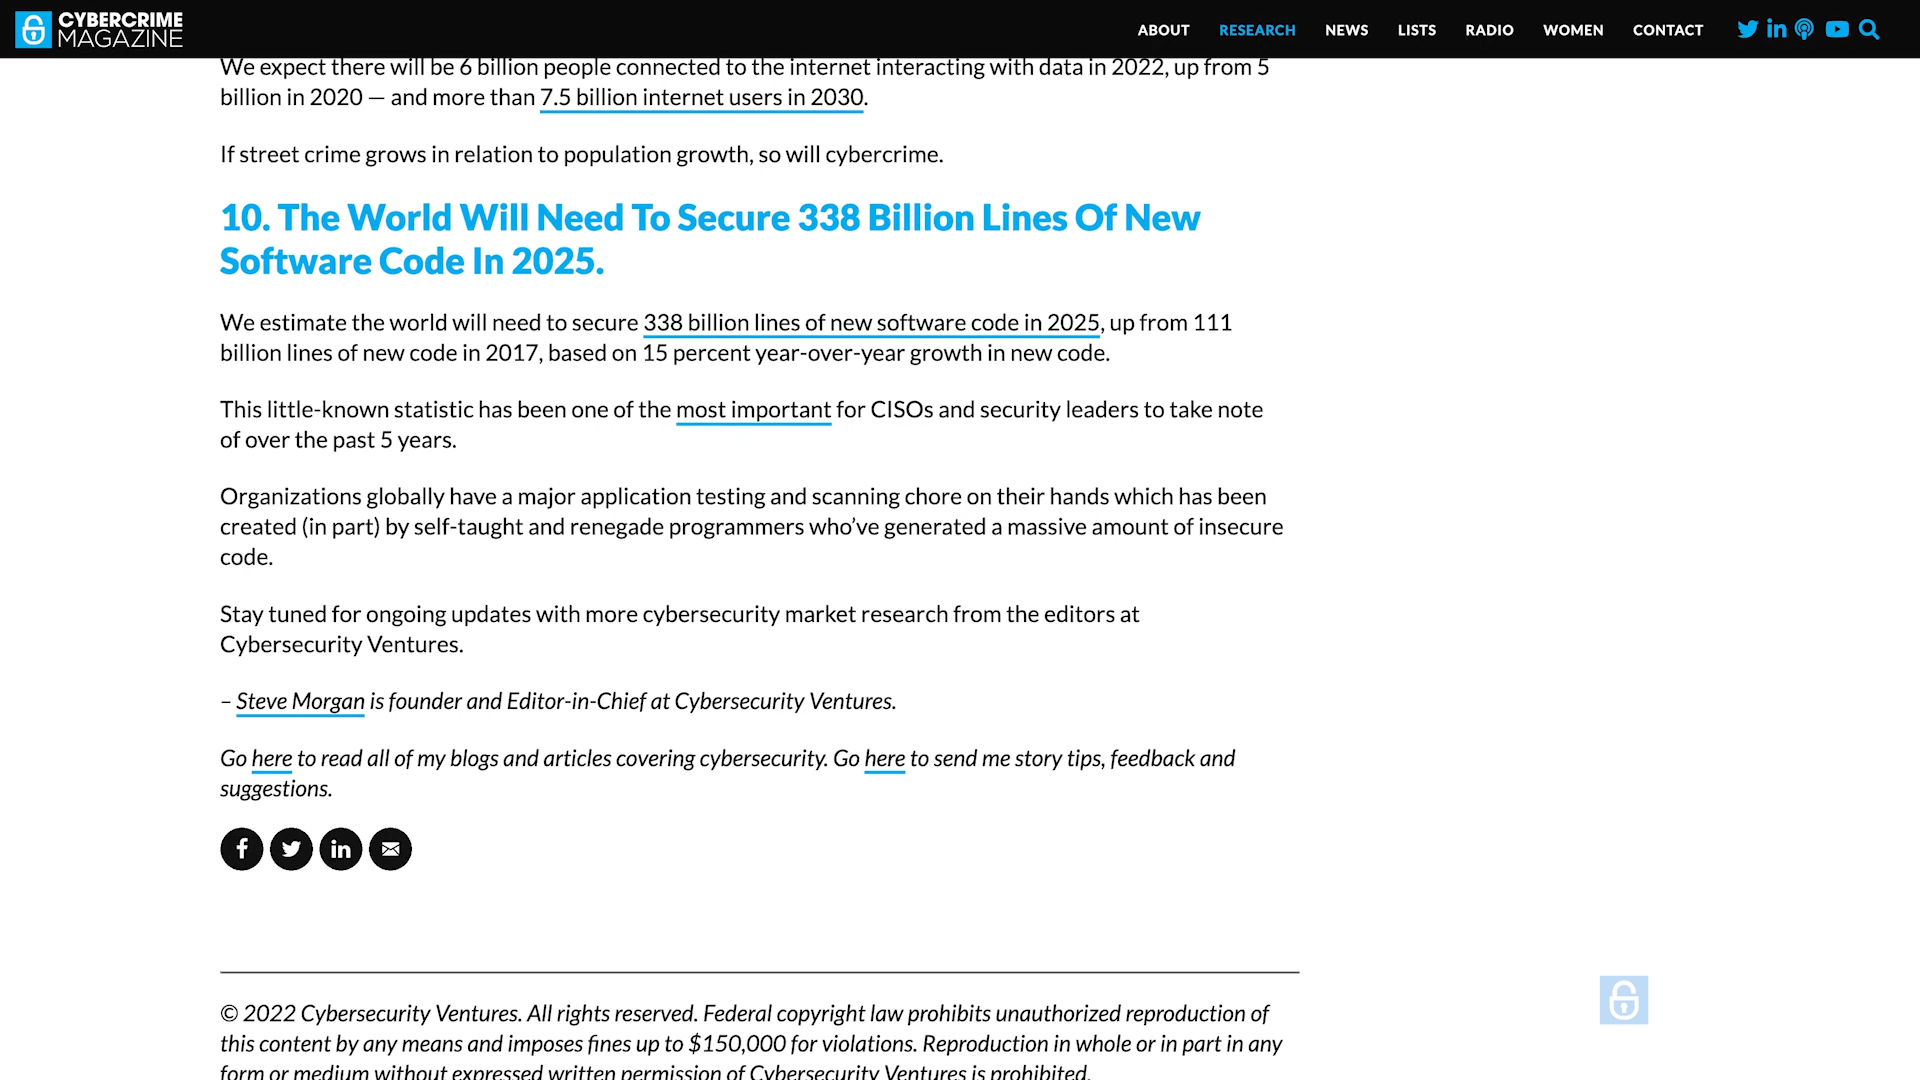 CYBERCRIME
MAGAZINE
ABOUT RESEARCH NEWS LISTS RADIO WOMEN CONTACT
We expect there will be 6 billion people connected to the internet interacting with data in 2022, up from 5
billion in 2020 — and more than 7.5 billion internet users in 2030.
If street crime grows in relation to population growth, so will cybercrime.
10. The World Will Need To Secure 338 Billion Lines Of New
Software Code In 2025.
We estimate the world will need to secure 338 billion lines of new software code in 2025, up from 111
billion lines of new code in 2017, based on 15 percent year-over-year growth in new code.
This little-known statistic has been one of the most important for CISOs and security leaders to take note
of over the past 5 years.
Organizations globally have a major application testing and scanning chore on their hands which has been
created (in part) by self-taught and renegade programmers who’ve generated a massive amount of insecure
code.
Stay tuned for ongoing updates with more cybersecurity market research from the editors at
Cybersecurity Ventures.
– Steve Morgan is founder and Editor-in-Chief at Cybersecurity Ventures.
Go here to read all of my blogs and articles covering cybersecurity. Go here to send me story tips, feedback and
suggestions.
© 2022 Cybersecurity Ventures. All rights reserved. Federal copyright law prohibits unauthorized reproduction of
this content by any means and imposes fines up to $150,000 for violations. Reproduction in whole or in part in any
form or medium without expressed written permission of Cybersecurity Ventures is prohibited.